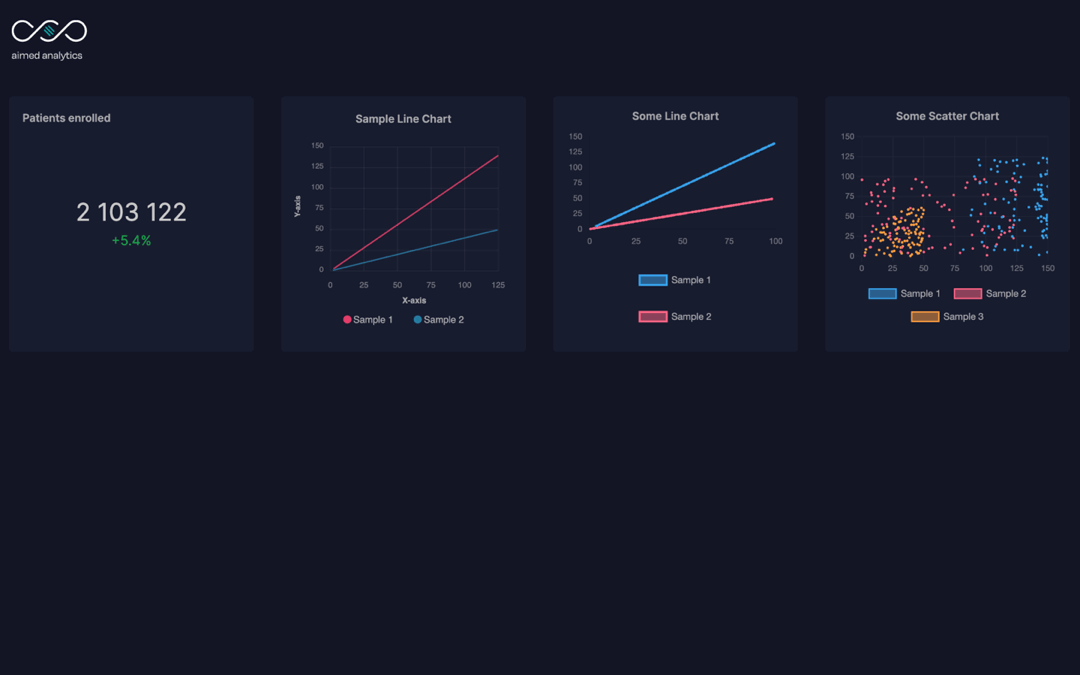 aimed analytics
Patients enrolled
2 103 122
+5.4%
Sample Line Chart
150
125
100
75
50
25
0
Y-axis
0 25 50 75 100 125
X-axis
Sample 1 Sample 2
Some Line Chart
150
125
100
75
50
25
0
0 25 50 75 100
Sample 1
Sample 2
Some Scatter Chart
150
125
100
75
50
25
0
0 25 50 75 100 125 150
Sample 1 Sample 2
Sample 3